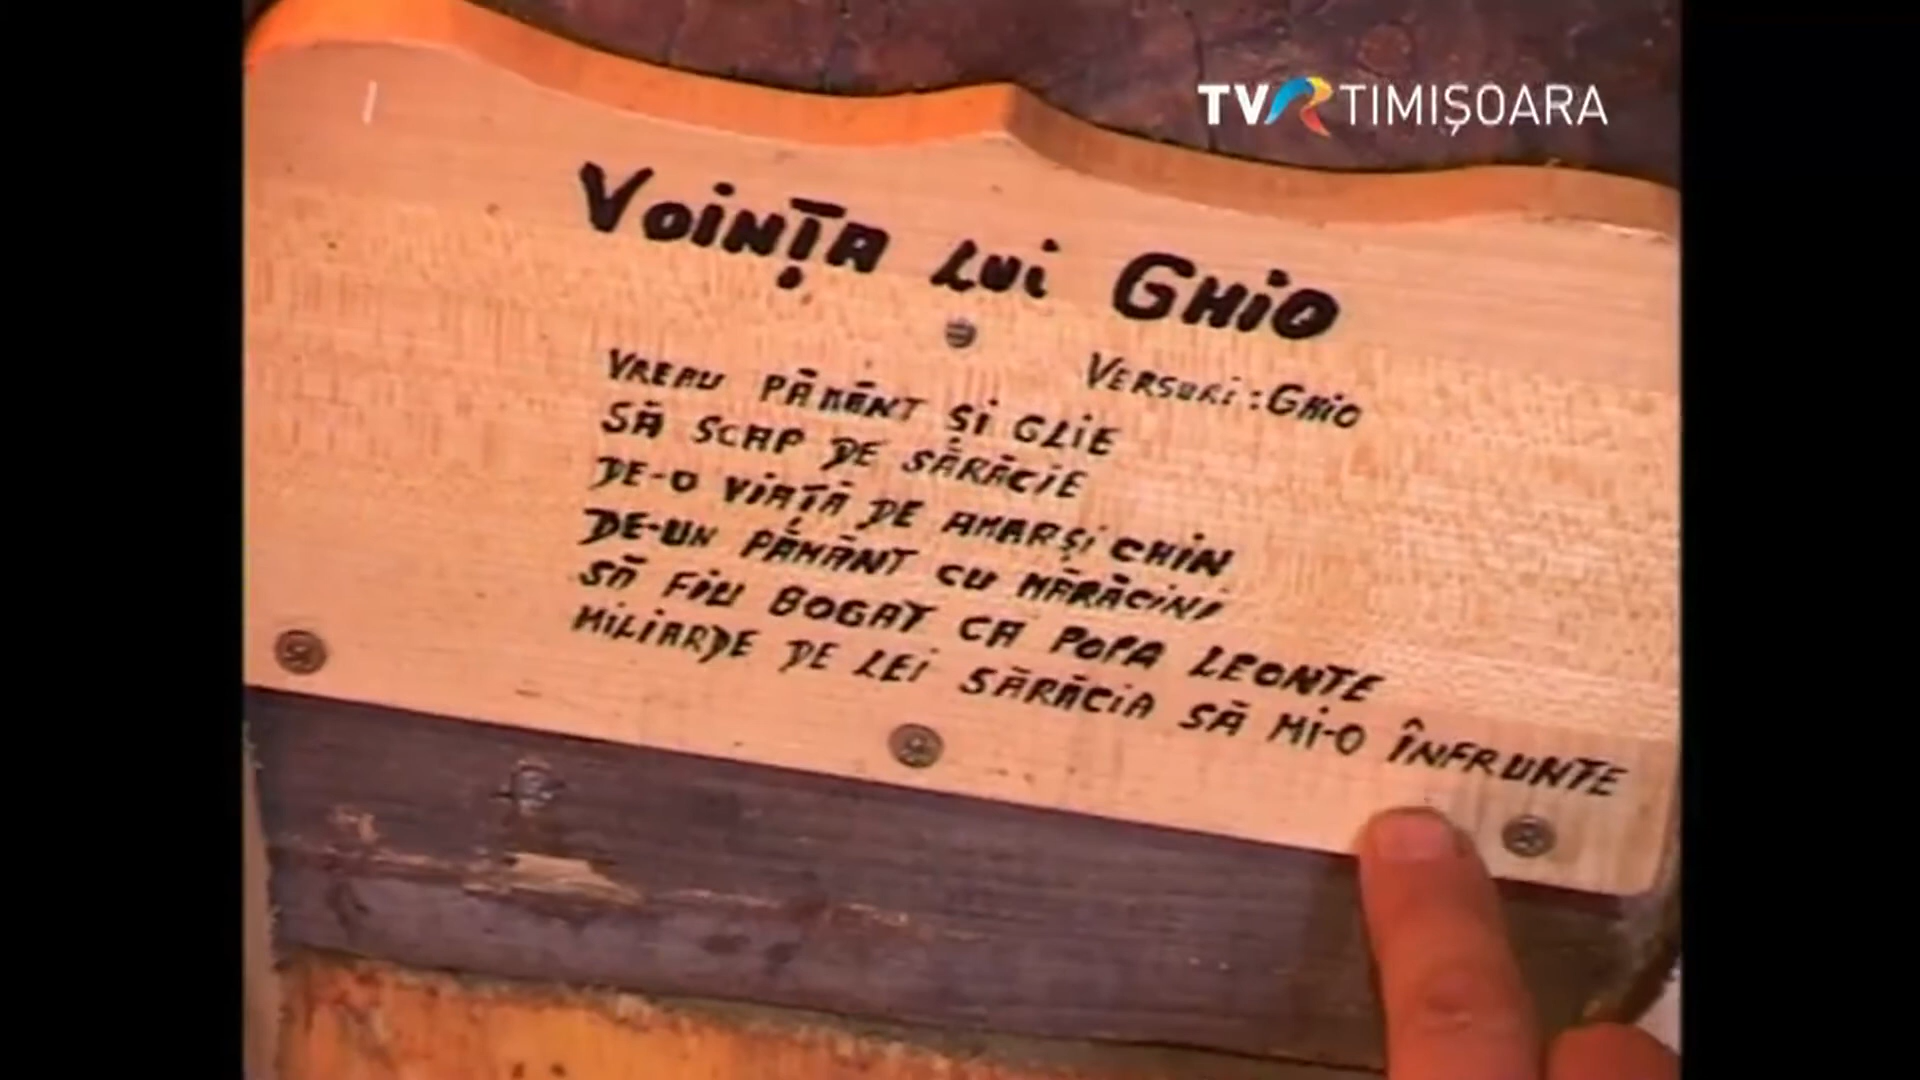 TVR TIMIȘOARA
Voința lui Ghio
Versuri: Ghio
VREAU PĂMÂNT ȘI GLIE
SĂ SCAP DE SĂRĂCIE
DE-O VIAȚĂ DE AMAR ȘI CHIN
DE-UN PĂMÂNT CU MĂRĂCINI
SĂ FIU BOGAT CA POPA LEONTE
MILIARDE DE LEI SĂRĂCIA SĂ MI-O ÎNFRUNTE